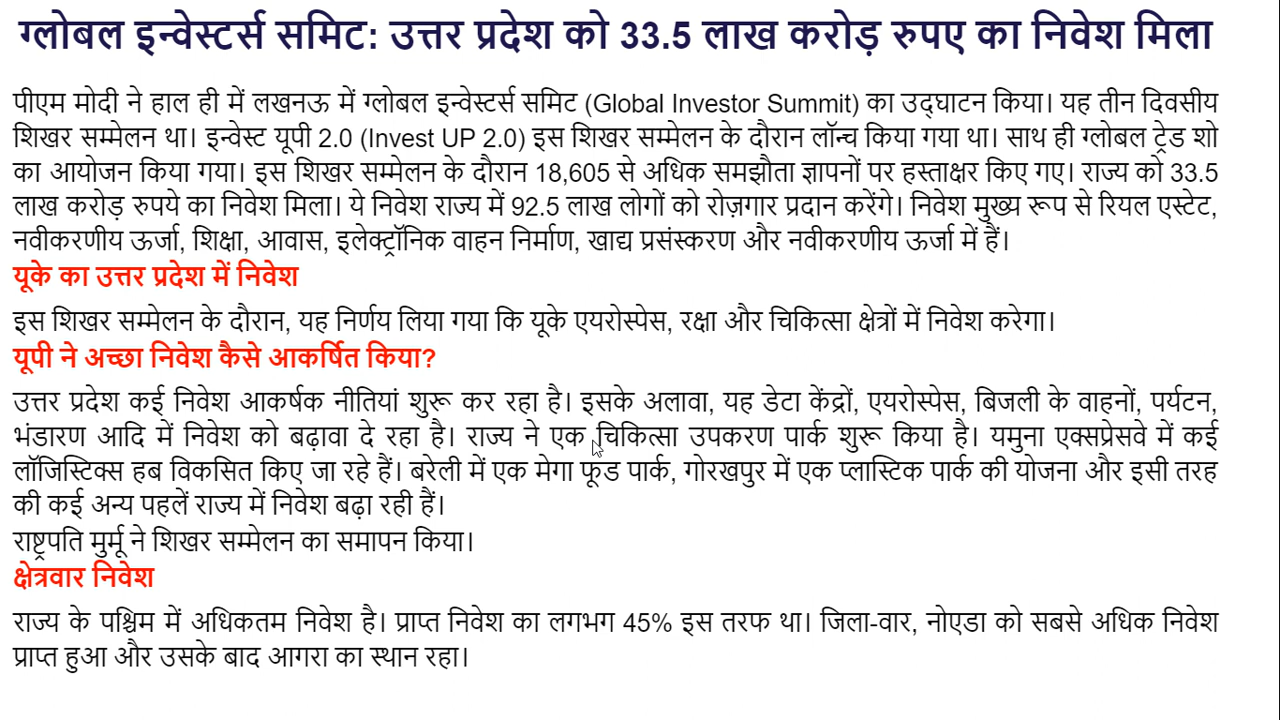 ग्लोबल इन्वेस्टर्स समिट: उत्तर प्रदेश को 33.5 लाख करोड़ रुपए का निवेश मिला
पीएम मोदी ने हाल ही में लखनऊ में ग्लोबल इन्वेस्टर्स समिट (Global Investor Summit) का उद्घाटन किया। यह तीन दिवसीय
शिखर सम्मेलन था। इन्वेस्ट यूपी 2.0 (Invest UP 2.0) इस शिखर सम्मेलन के दौरान लॉन्च किया गया था। साथ ही ग्लोबल ट्रेड शो
का आयोजन किया गया। इस शिखर सम्मेलन के दौरान 18,605 से अधिक समझौता ज्ञापनों पर हस्ताक्षर किए गए। राज्य को 33.5
लाख करोड़ रुपये का निवेश मिला। ये निवेश राज्य में 92.5 लाख लोगों को रोज़गार प्रदान करेंगे। निवेश मुख्य रूप से रियल एस्टेट,
नवीकरणीय ऊर्जा, शिक्षा, आवास, इलेक्ट्रॉनिक वाहन निर्माण, खाद्य प्रसंस्करण और नवीकरणीय ऊर्जा में हैं।
यूके का उत्तर प्रदेश में निवेश
इस शिखर सम्मेलन के दौरान, यह निर्णय लिया गया कि यूके एयरोस्पेस, रक्षा और चिकित्सा क्षेत्रों में निवेश करेगा।
यूपी ने अच्छा निवेश कैसे आकर्षित किया?
उत्तर प्रदेश कई निवेश आकर्षक नीतियां शुरू कर रहा है। इसके अलावा, यह डेटा केंद्रों, एयरोस्पेस, बिजली के वाहनों, पर्यटन,
भंडारण आदि में निवेश को बढ़ावा दे रहा है। राज्य ने एक चिकित्सा उपकरण पार्क शुरू किया है। यमुना एक्सप्रेसवे में कई
लॉजिस्टिक्स हब विकसित किए जा रहे हैं। बरेली में एक मेगा फूड पार्क, गोरखपुर में एक प्लास्टिक पार्क की योजना और इसी तरह
की कई अन्य पहलें राज्य में निवेश बढ़ा रही हैं।
राष्ट्रपति मुर्मू ने शिखर सम्मेलन का समापन किया।
क्षेत्रवार निवेश
राज्य के पश्चिम में अधिकतम निवेश है। प्राप्त निवेश का लगभग 45% इस तरफ था। जिला-वार, नोएडा को सबसे अधिक निवेश
प्राप्त हुआ और उसके बाद आगरा का स्थान रहा।